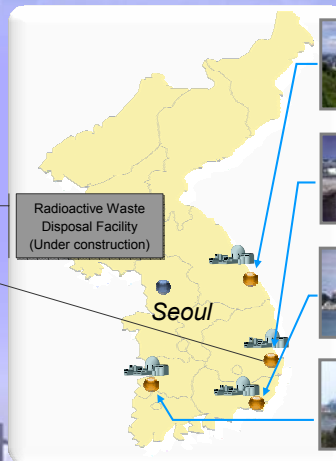 Radioactive Waste
Disposal Facility
(Under construction)
Seoul